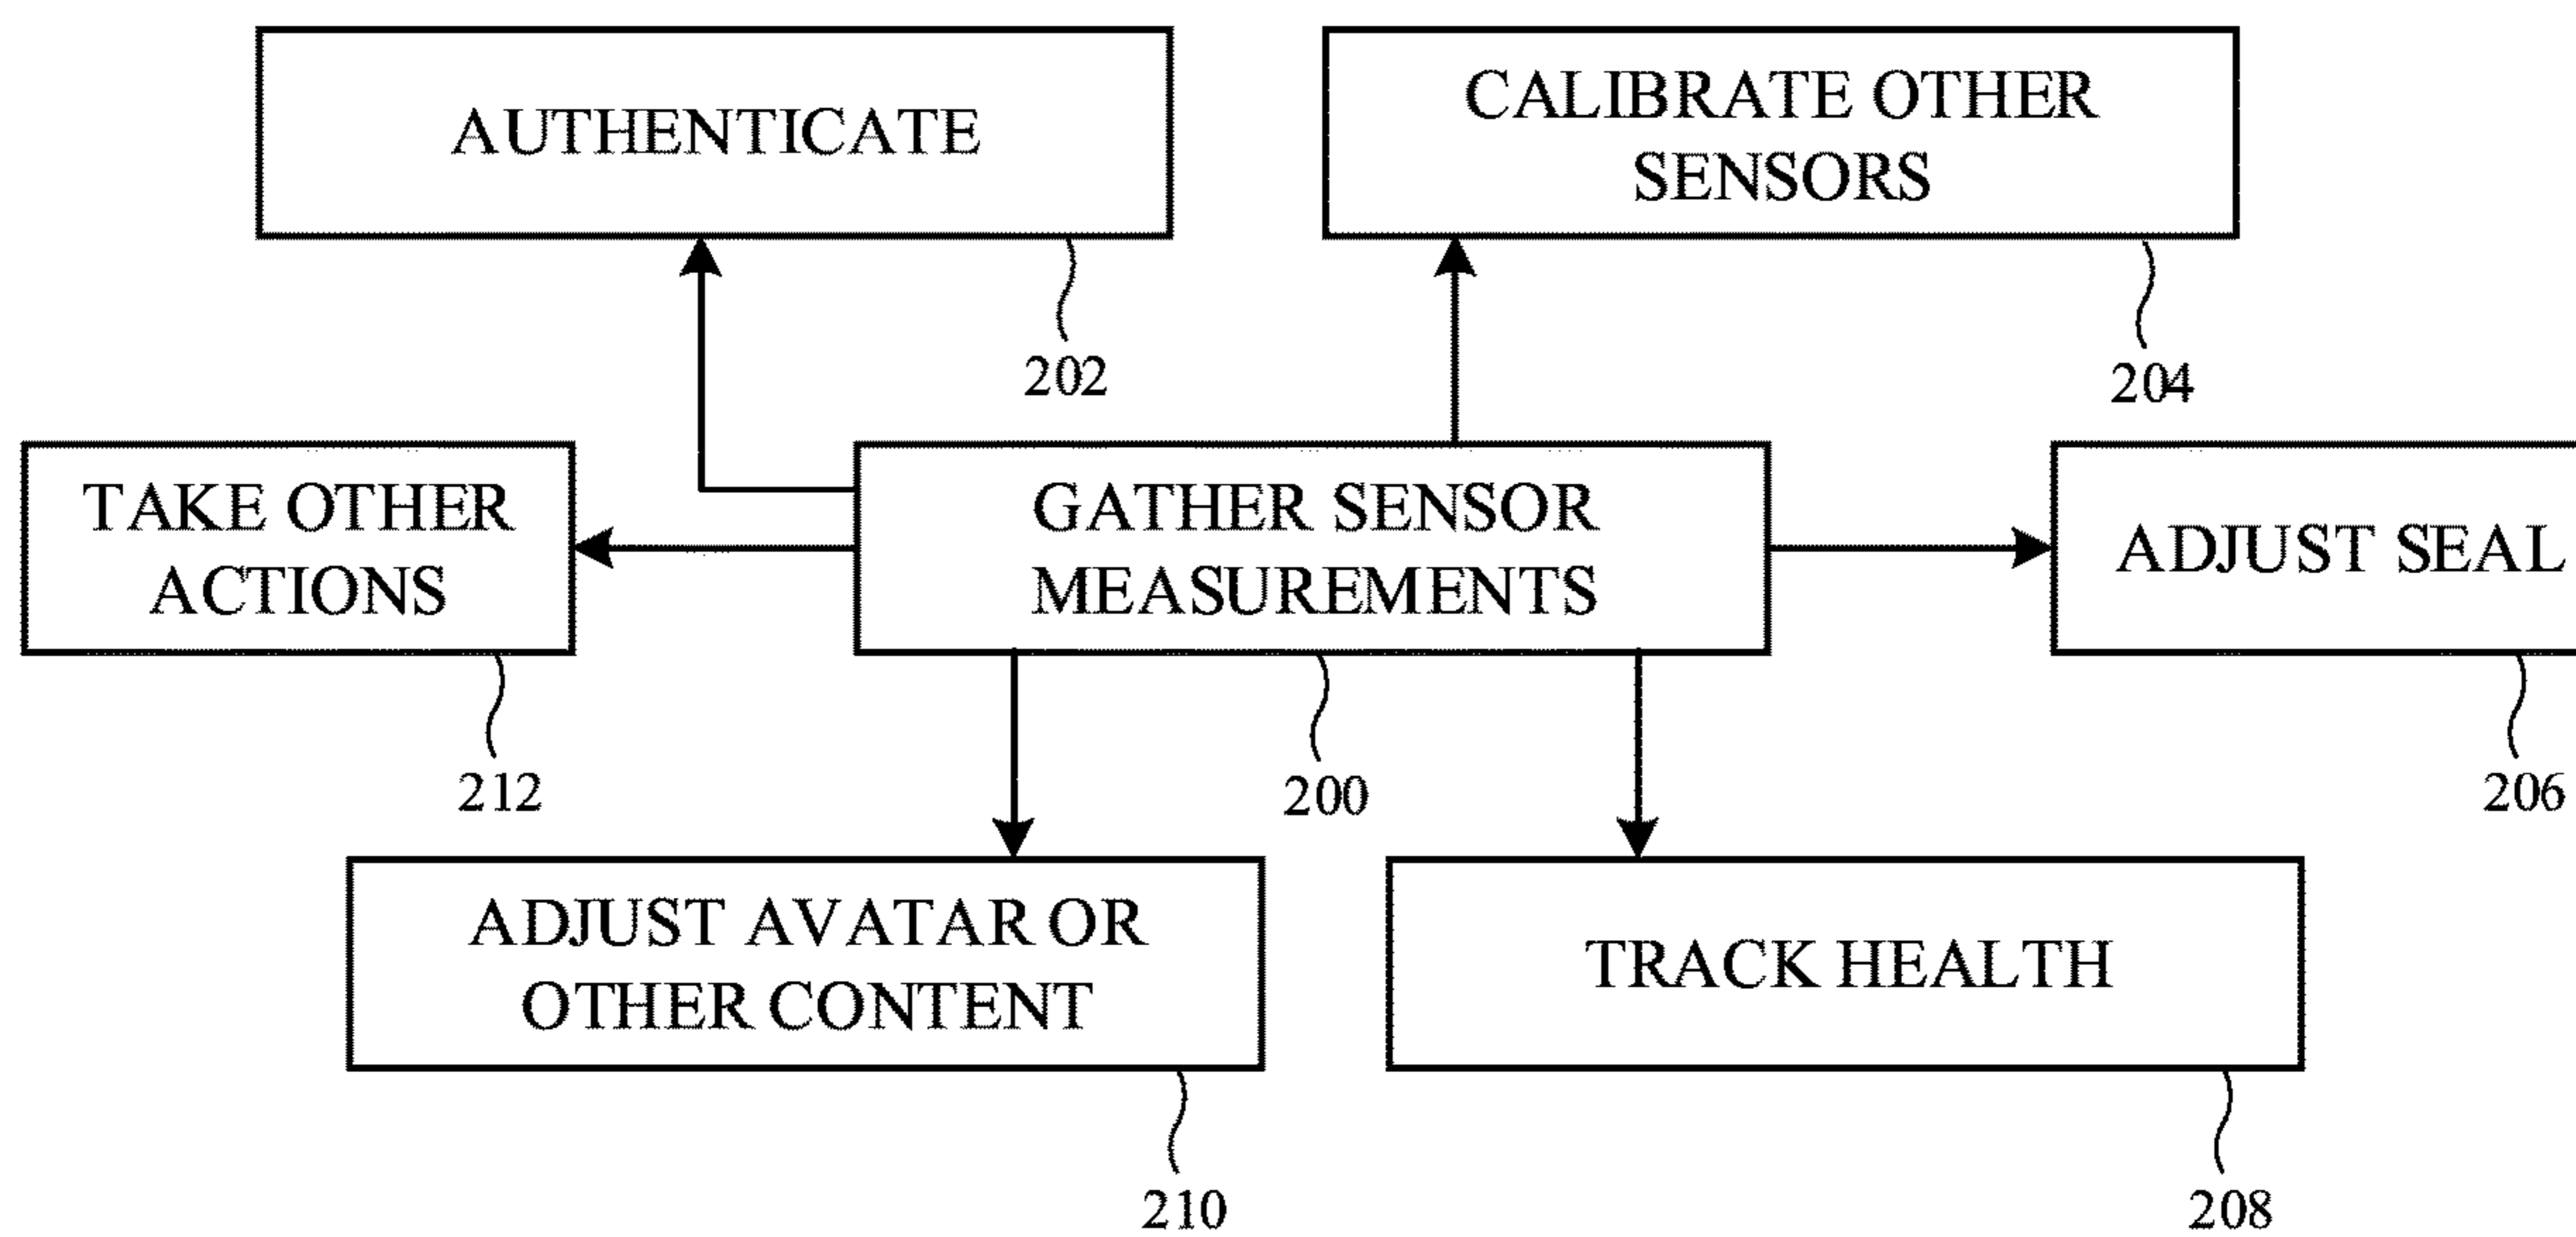 AUTHENTICATE
CALIBRATE OTHER
SENSORS
202
204
TAKE OTHER
ACTIONS
GATHER SENSOR
MEASUREMENTS
ADJUST SEAL
212
200
206
ADJUST AVATAR OR
OTHER CONTENT
TRACK HEALTH
210
208